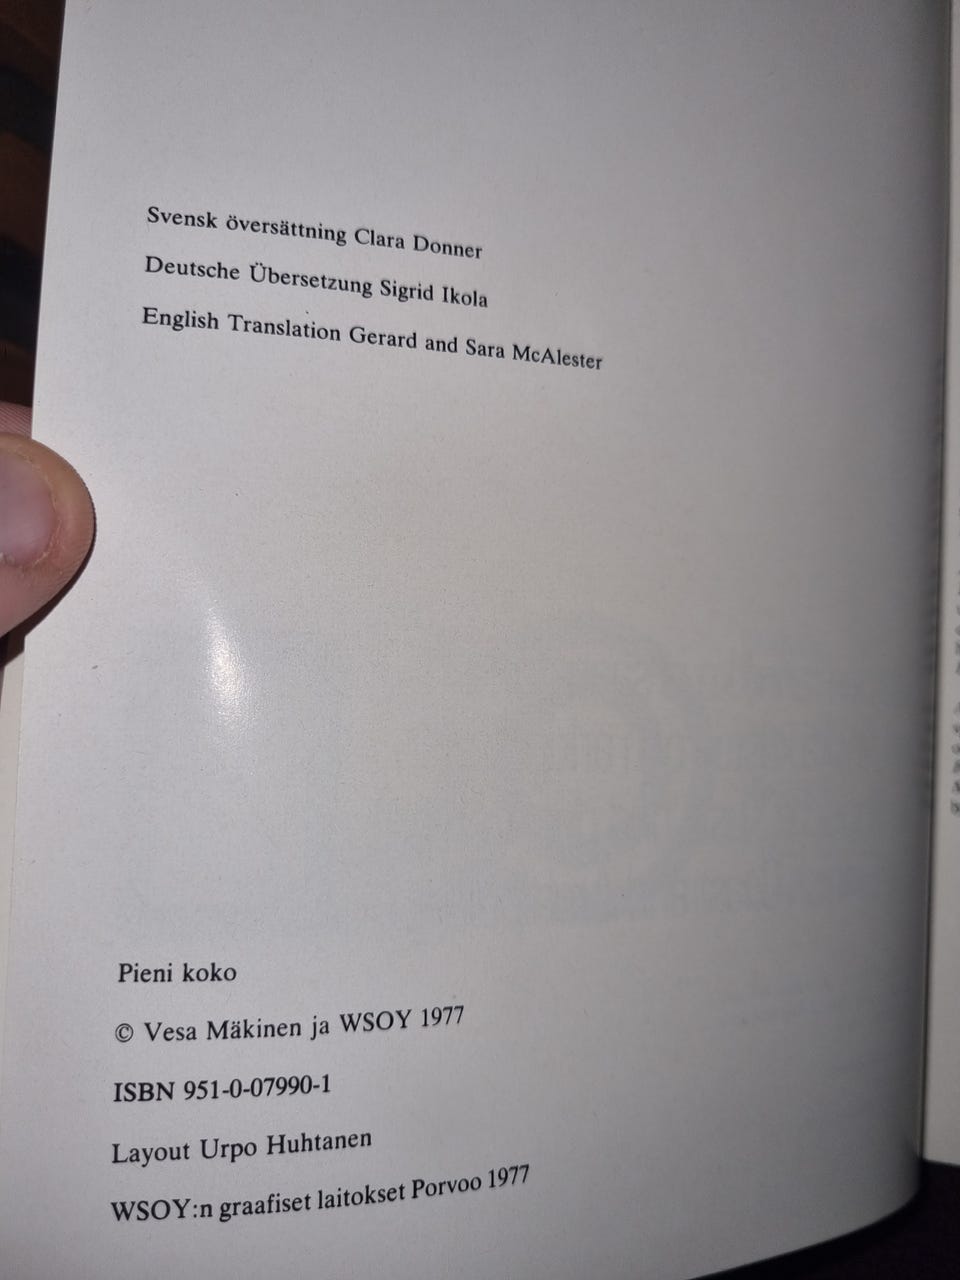 Svensk översättning Clara Donner
Deutsche Übersetzung Sigrid Ikola
English Translation Gerard and Sara McAlester
Pieni koko
© Vesa Mäkinen ja WSOY 1977
ISBN 951-0-07990-1
Layout Urpo Huhtanen
WSOY:n graafiset laitokset Porvoo 1977